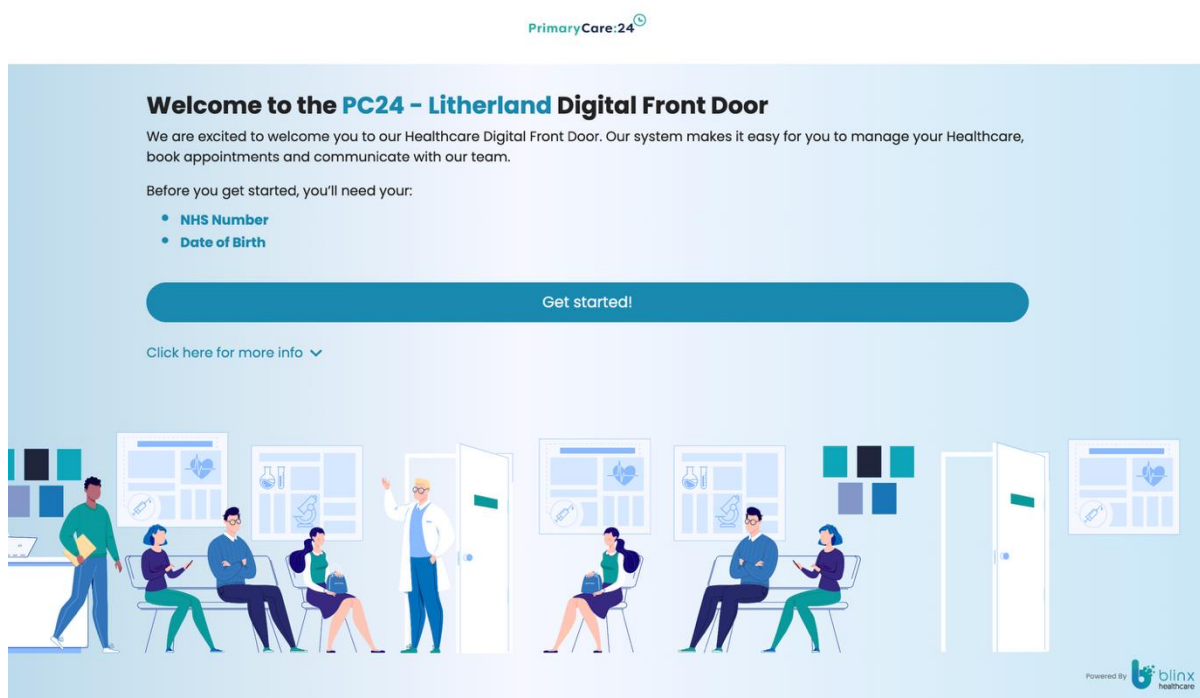 PrimaryCare:24
Welcome to the PC24 - Litherland Digital Front Door
We are excited to welcome you to our Healthcare Digital Front Door. Our system makes it easy for you to manage your Healthcare,
book appointments and communicate with our team.
Before you get started, you'll need your:
• NHS Number
• Date of Birth
Get started!
Click here for more info
Powered By blinx
healthcare